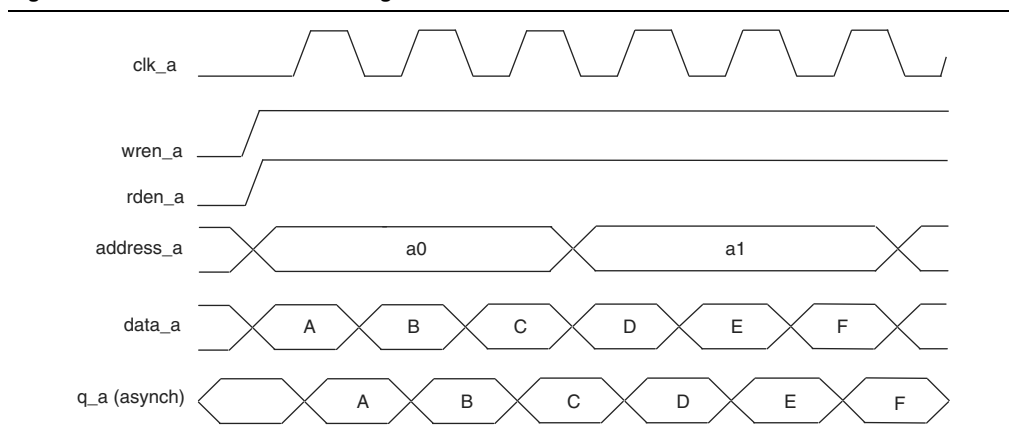 clk_a
wren_a
rden_a
address_a a0 a1
data_a A B C D E F
q_a (asynch) A B C D E F